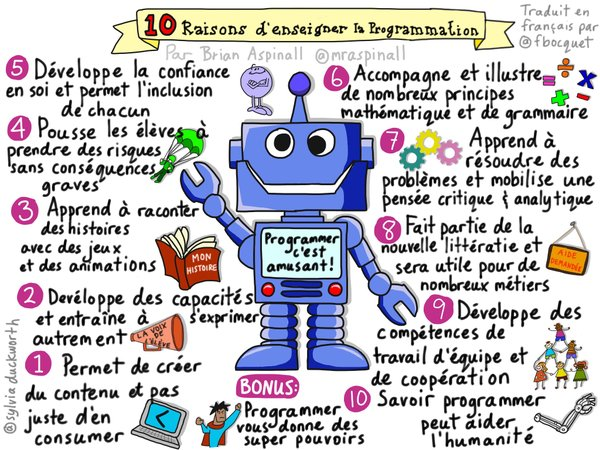 10 Raisons d'enseigner la Programmation
Par Brian Aspinall @mraspinall
Traduit en
français par
@fbocquet
5 Développe la confiance
en soi et permet l'inclusion
de chacun
4 Pousse les élèves à
prendre des risques
sans conséquences
graves
3 Apprend à raconter
des histoires
avec des jeux
et des animations
MON
HISTOIRE
2 Devéloppe des capacités
et entraîne à s'exprimer
autrement
LA VOIX DE
L'ÉLÈVE
1 Permet de créer
du contenu et pas
juste d'en
consumer
<
@sylvia duckworth
Programmer
c'est
amusant!
BONUS:
Programmer
vous donne des
super pouvoirs
6 Accompagne et illustre
de nombreux principes
mathématique et de grammaire
÷
=
x
+
-
7 Apprend à
résoudre des
problèmes et mobilise une
pensée critique & analytique
8 Fait partie de la
nouvelle littératie et
sera utile pour de
nombreux métiers
AIDE
DEMANDÉE
9 Développe des
compétences de
travail d'équipe et
de coopération
10 Savoir programmer
peut aider
l'humanité